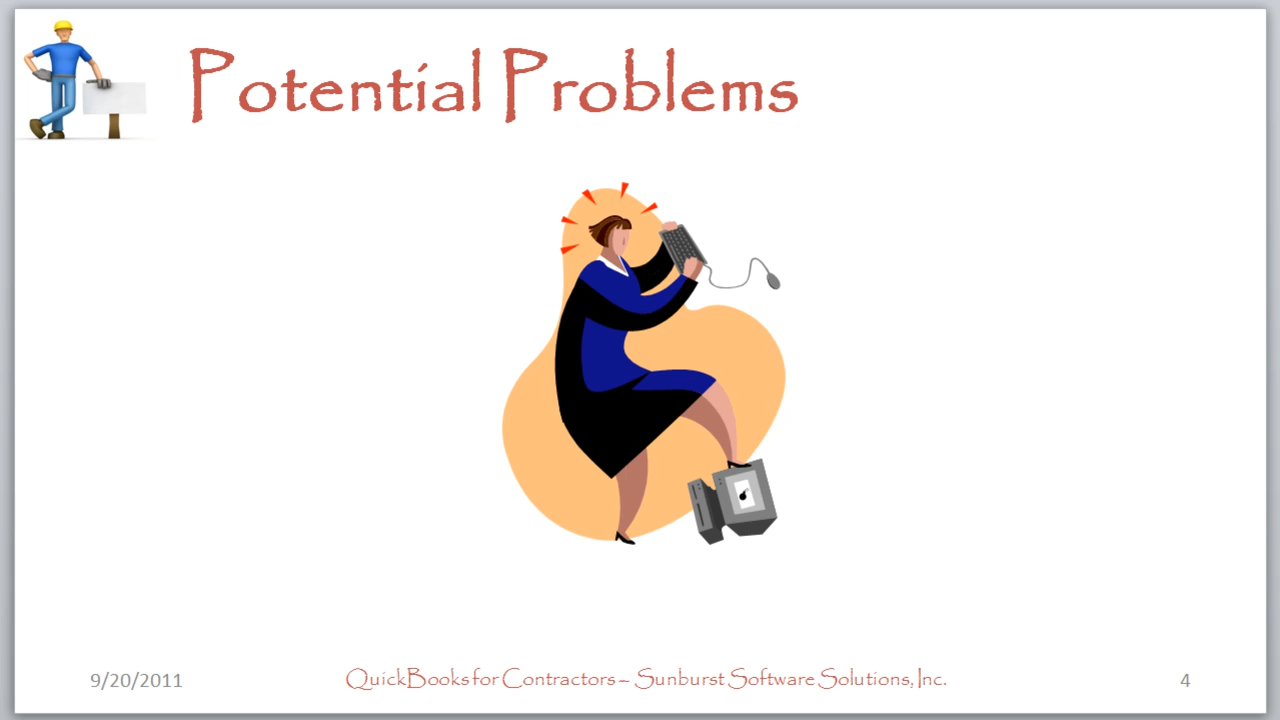 Potential Problems
9/20/2011
QuickBooks for Contractors – Sunburst Software Solutions, Inc.
4